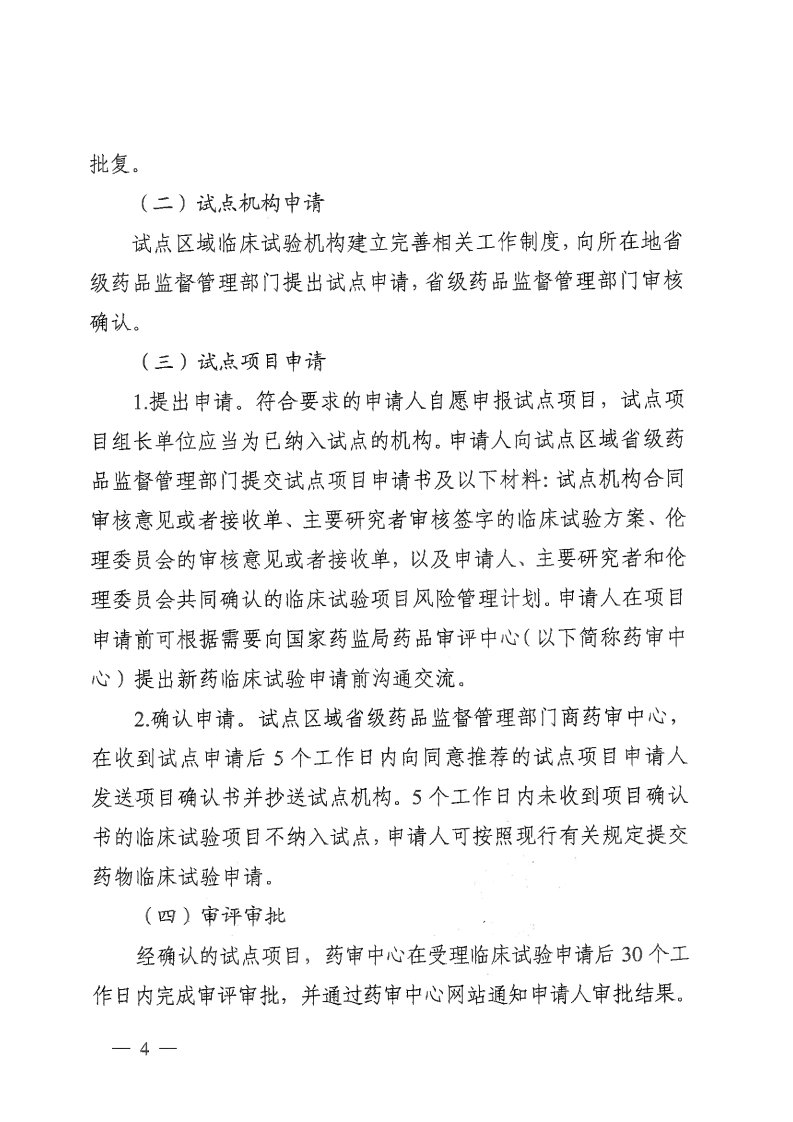 批复。
（二）试点机构申请
试点区域临床试验机构建立完善相关工作制度，向所在地省
级药品监督管理部门提出试点申请，省级药品监督管理部门审核
确认。
（三）试点项目申请
1.提出申请。符合要求的申请人自愿申报试点项目，试点项
目组长单位应当为已纳入试点的机构。申请人向试点区域省级药
品监督管理部门提交试点项目申请书及以下材料：试点机构合同
审核意见或者接收单、主要研究者审核签字的临床试验方案、伦
理委员会的审核意见或者接收单，以及申请人、主要研究者和伦
理委员会共同确认的临床试验项目风险管理计划。申请人在项目
申请前可根据需要向国家药监局药品审评中心（以下简称药审中
心）提出新药临床试验申请前沟通交流。
2.确认申请。试点区域省级药品监督管理部门商药审中心，
在收到试点申请后 5 个工作日内向同意推荐的试点项目申请人
发送项目确认书并抄送试点机构。5 个工作日内未收到项目确认
书的临床试验项目不纳入试点，申请人可按照现行有关规定提交
药物临床试验申请。
（四）审评审批
经确认的试点项目，药审中心在受理临床试验申请后 30 个工
作日内完成审评审批，并通过药审中心网站通知申请人审批结果。
— 4 —